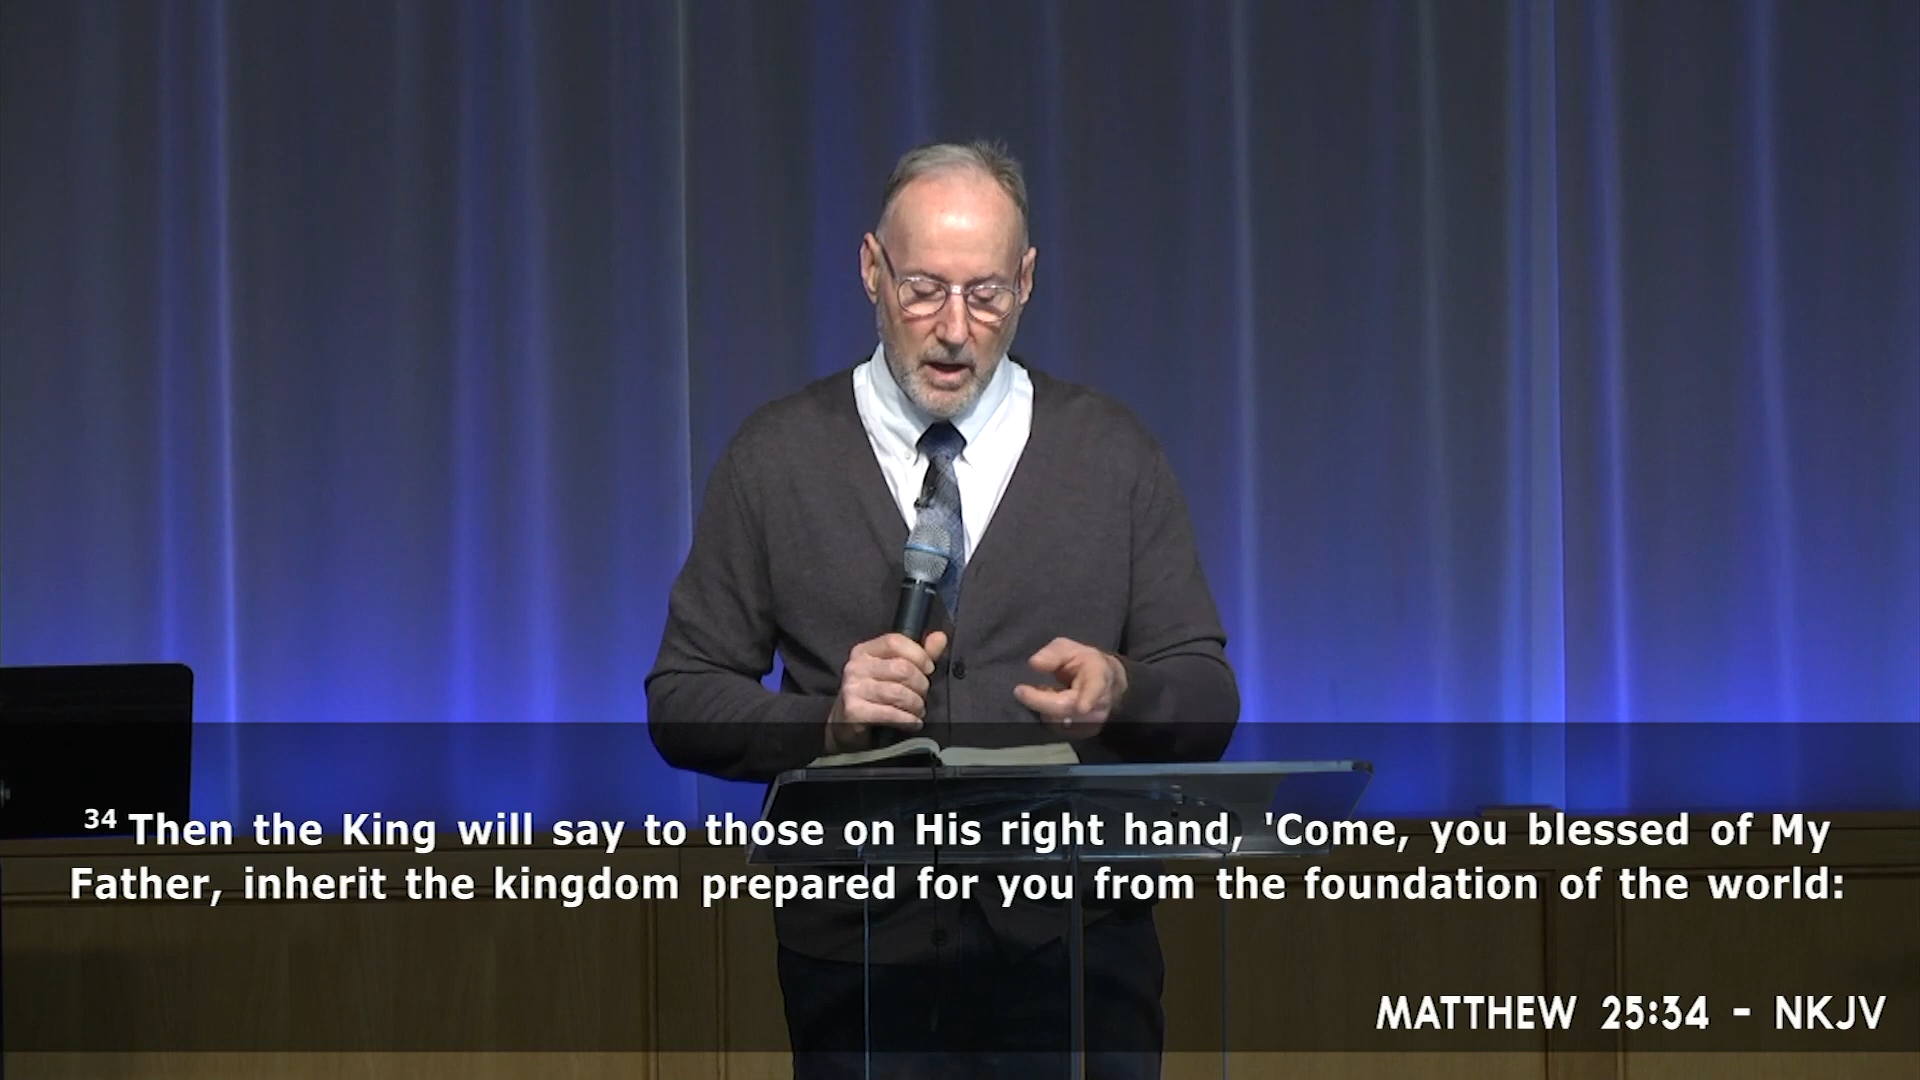 34 Then the King will say to those on His right hand, 'Come, you blessed of My
Father, inherit the kingdom prepared for you from the foundation of the world:
MATTHEW 25:34 - NKJV